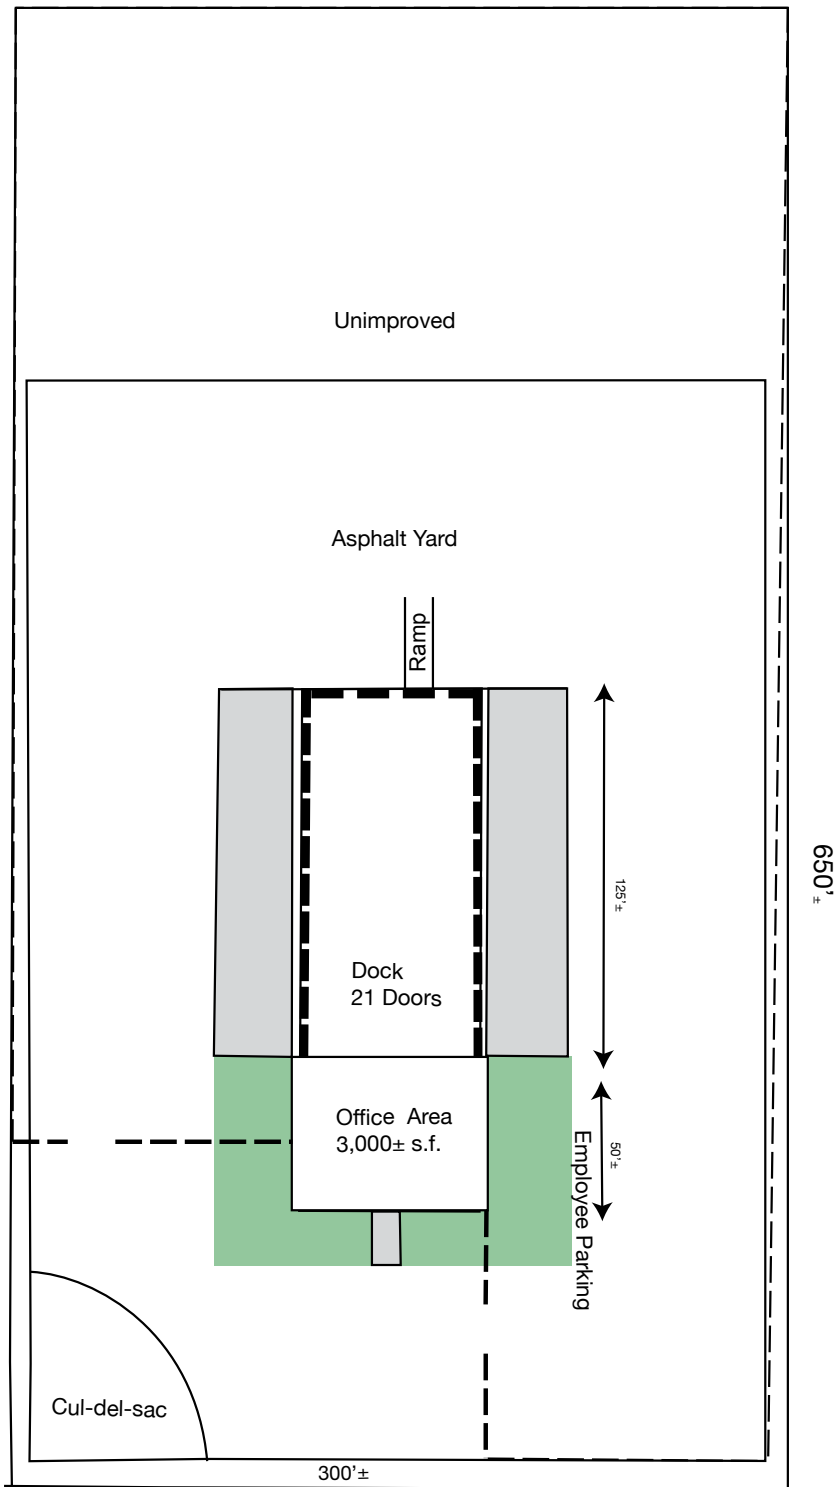 Unimproved
Asphalt Yard
Ramp
650'±
125'±
Dock
21 Doors
Office Area
3,000± s.f.
50'±
Employee Parking
Cul-del-sac
300'±